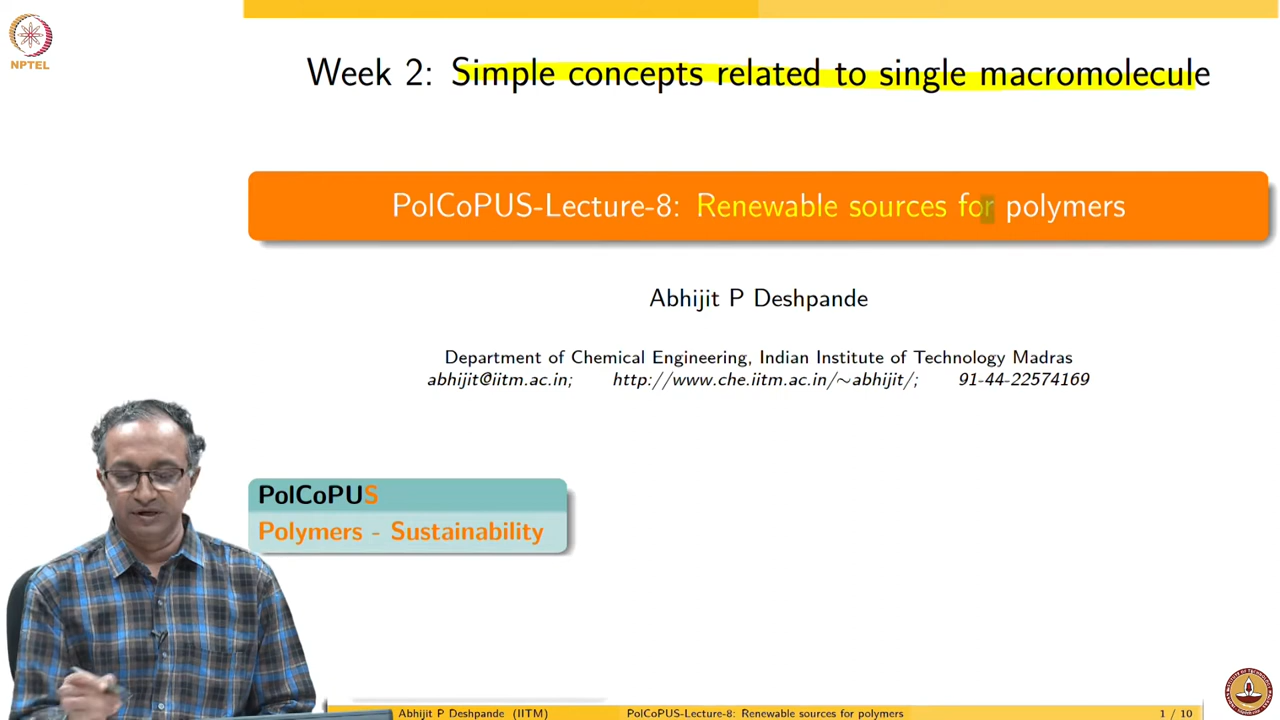 NPTEL
Week 2: Simple concepts related to single macromolecule
PolCoPUS-Lecture-8: Renewable sources for polymers
Abhijit P Deshpande
Department of Chemical Engineering, Indian Institute of Technology Madras
abhijit@iitm.ac.in; http://www.che.iitm.ac.in/~abhijit/; 91-44-22574169
PolCoPUS
Polymers - Sustainability
Abhijit P Deshpande (IITM) PolCoPUS-Lecture-8: Renewable sources for polymers 1 / 10